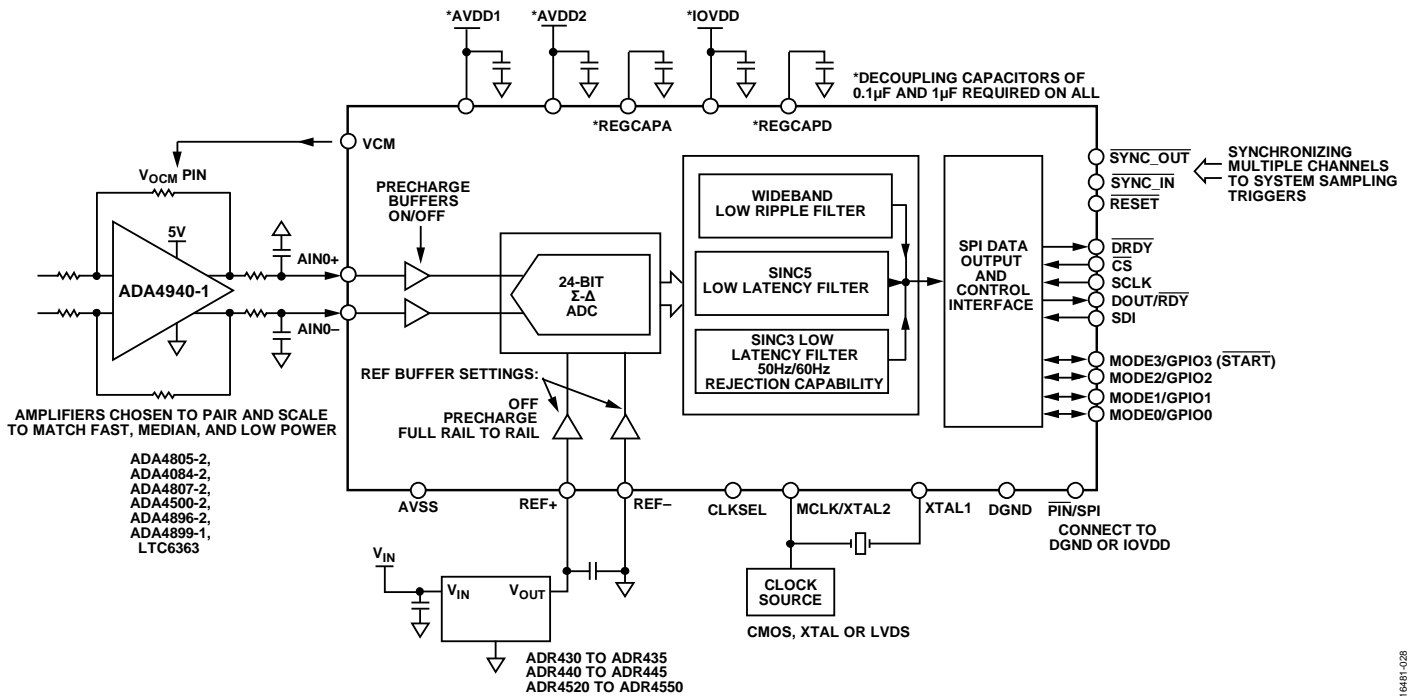 *AVDD1
*AVDD2
*IOVDD
*DECOUPLING CAPACITORS OF
0.1µF AND 1µF REQUIRED ON ALL
*REGCAPA
*REGCAPD
VCM
VOCM PIN
PRECHARGE
BUFFERS
ON/OFF
5V
ADA4940-1
AIN0+
AIN0–
24-BIT
Σ-Δ
ADC
WIDEBAND
LOW RIPPLE FILTER
SINC5
LOW LATENCY FILTER
SINC3 LOW
LATENCY FILTER
50Hz/60Hz
REJECTION CAPABILITY
SPI DATA
OUTPUT
AND
CONTROL
INTERFACE
SYNC_OUT
SYNC_IN
RESET
SYNCHRONIZING
MULTIPLE CHANNELS
TO SYSTEM SAMPLING
TRIGGERS
DRDY
CS
SCLK
DOUT/RDY
SDI
MODE3/GPIO3 (START)
MODE2/GPIO2
MODE1/GPIO1
MODE0/GPIO0
REF BUFFER SETTINGS:
OFF
PRECHARGE
FULL RAIL TO RAIL
AMPLIFIERS CHOSEN TO PAIR AND SCALE
TO MATCH FAST, MEDIAN, AND LOW POWER
ADA4805-2,
ADA4084-2,
ADA4807-2,
ADA4500-2,
ADA4896-2,
ADA4899-1,
LTC6363
AVSS
REF+
REF–
CLKSEL
MCLK/XTAL2
XTAL1
DGND
PIN/SPI
CONNECT TO
DGND OR IOVDD
VIN
VIN
VOUT
CLOCK
SOURCE
CMOS, XTAL OR LVDS
ADR430 TO ADR435
ADR440 TO ADR445
ADR4520 TO ADR4550
16481-028